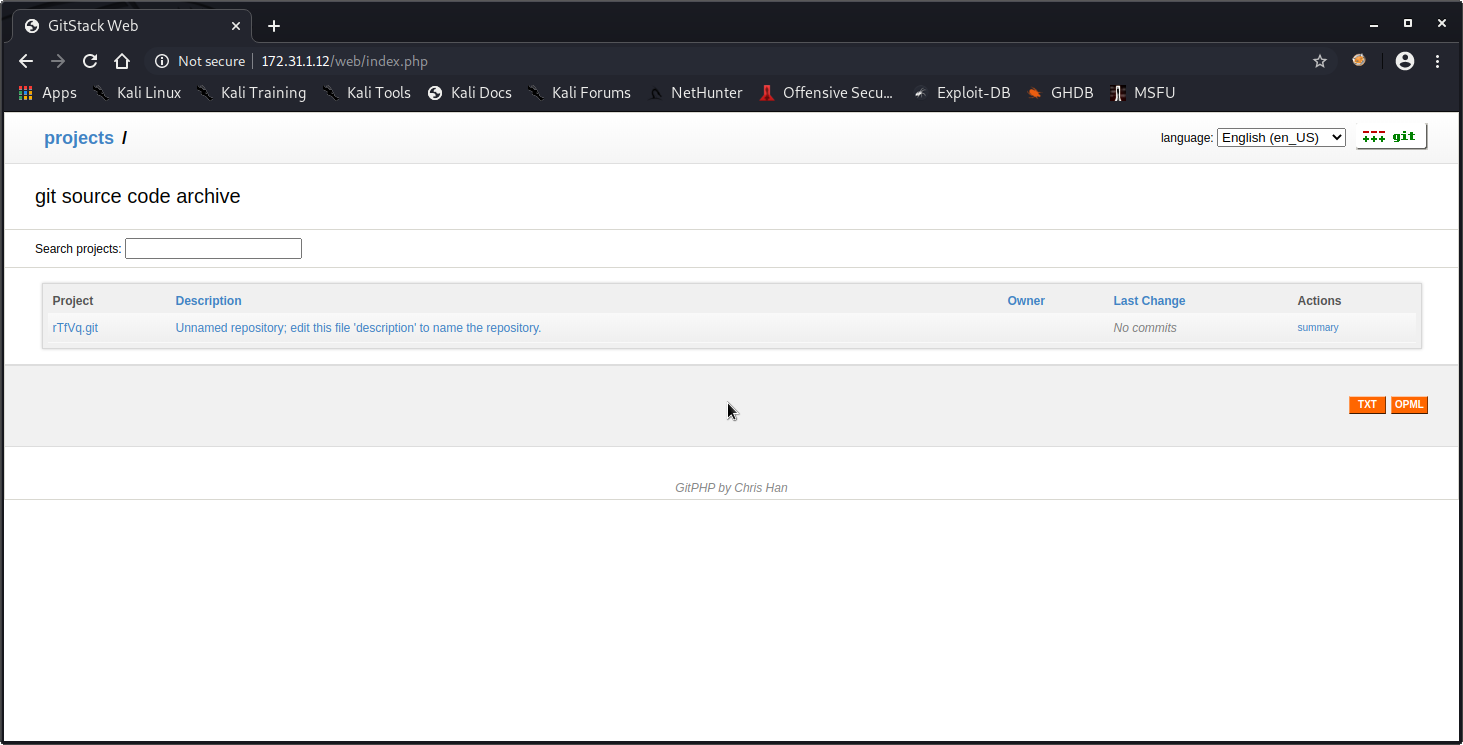 GitStack Web
Not secure 172.31.1.12/web/index.php
Apps Kali Linux Kali Training Kali Tools Kali Docs Kali Forums NetHunter Offensive Secu... Exploit-DB GHDB MSFU
projects / language: English (en_US) git
git source code archive
Search projects:
Project Description Owner Last Change Actions
rTfVq.git Unnamed repository; edit this file 'description' to name the repository. No commits summary
TXT OPML
GitPHP by Chris Han